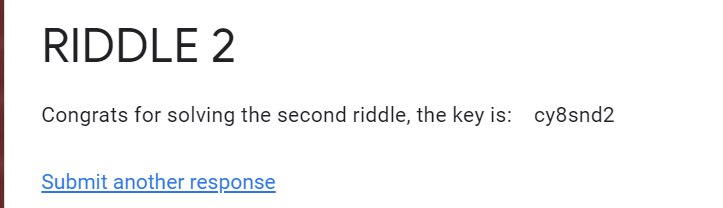 RIDDLE 2
Congrats for solving the second riddle, the key is: cy8snd2
Submit another response